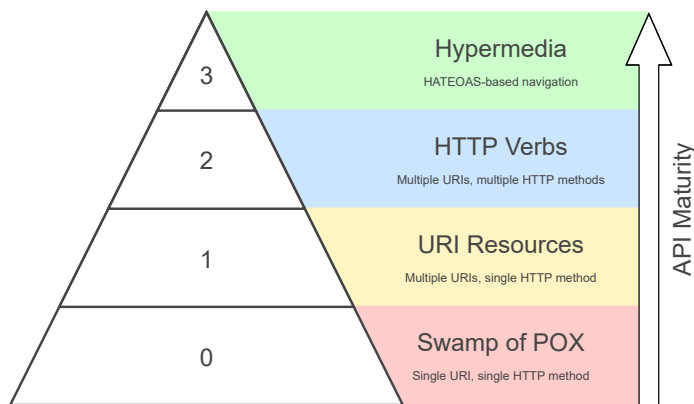 3
Hypermedia
HATEOAS-based navigation
2
HTTP Verbs
Multiple URIs, multiple HTTP methods
1
URI Resources
Multiple URIs, single HTTP method
0
Swamp of POX
Single URI, single HTTP method
API Maturity